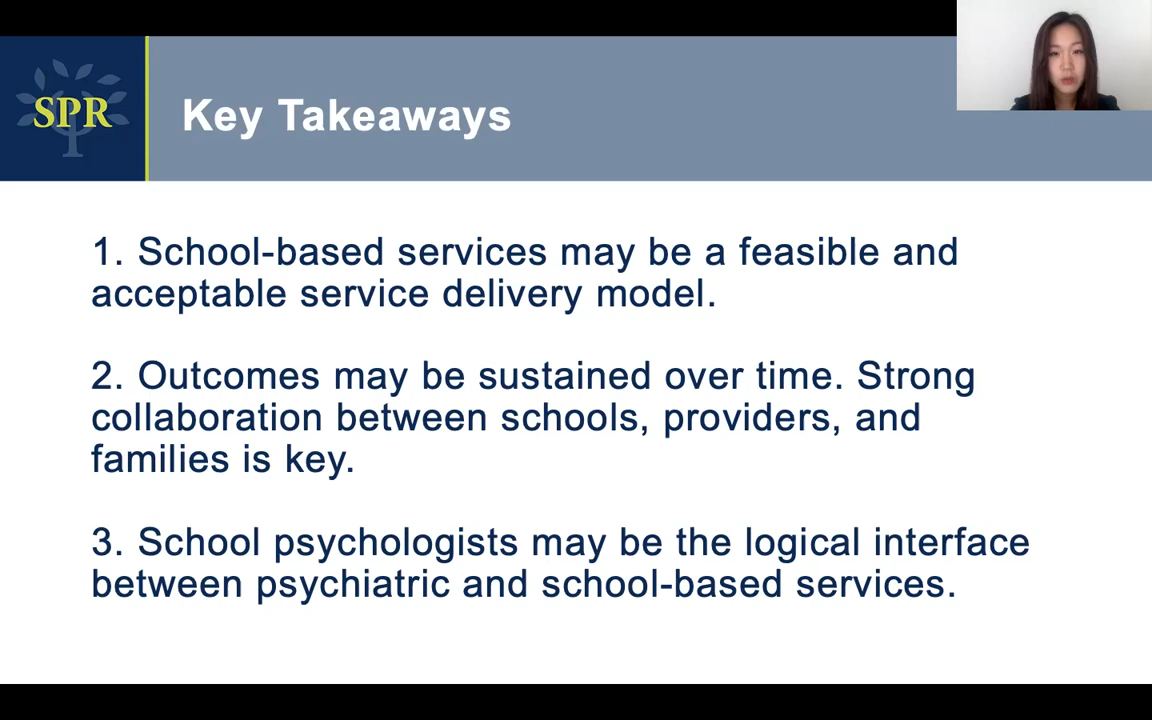 SPR
Key Takeaways
1. School-based services may be a feasible and
acceptable service delivery model.
2. Outcomes may be sustained over time. Strong
collaboration between schools, providers, and
families is key.
3. School psychologists may be the logical interface
between psychiatric and school-based services.